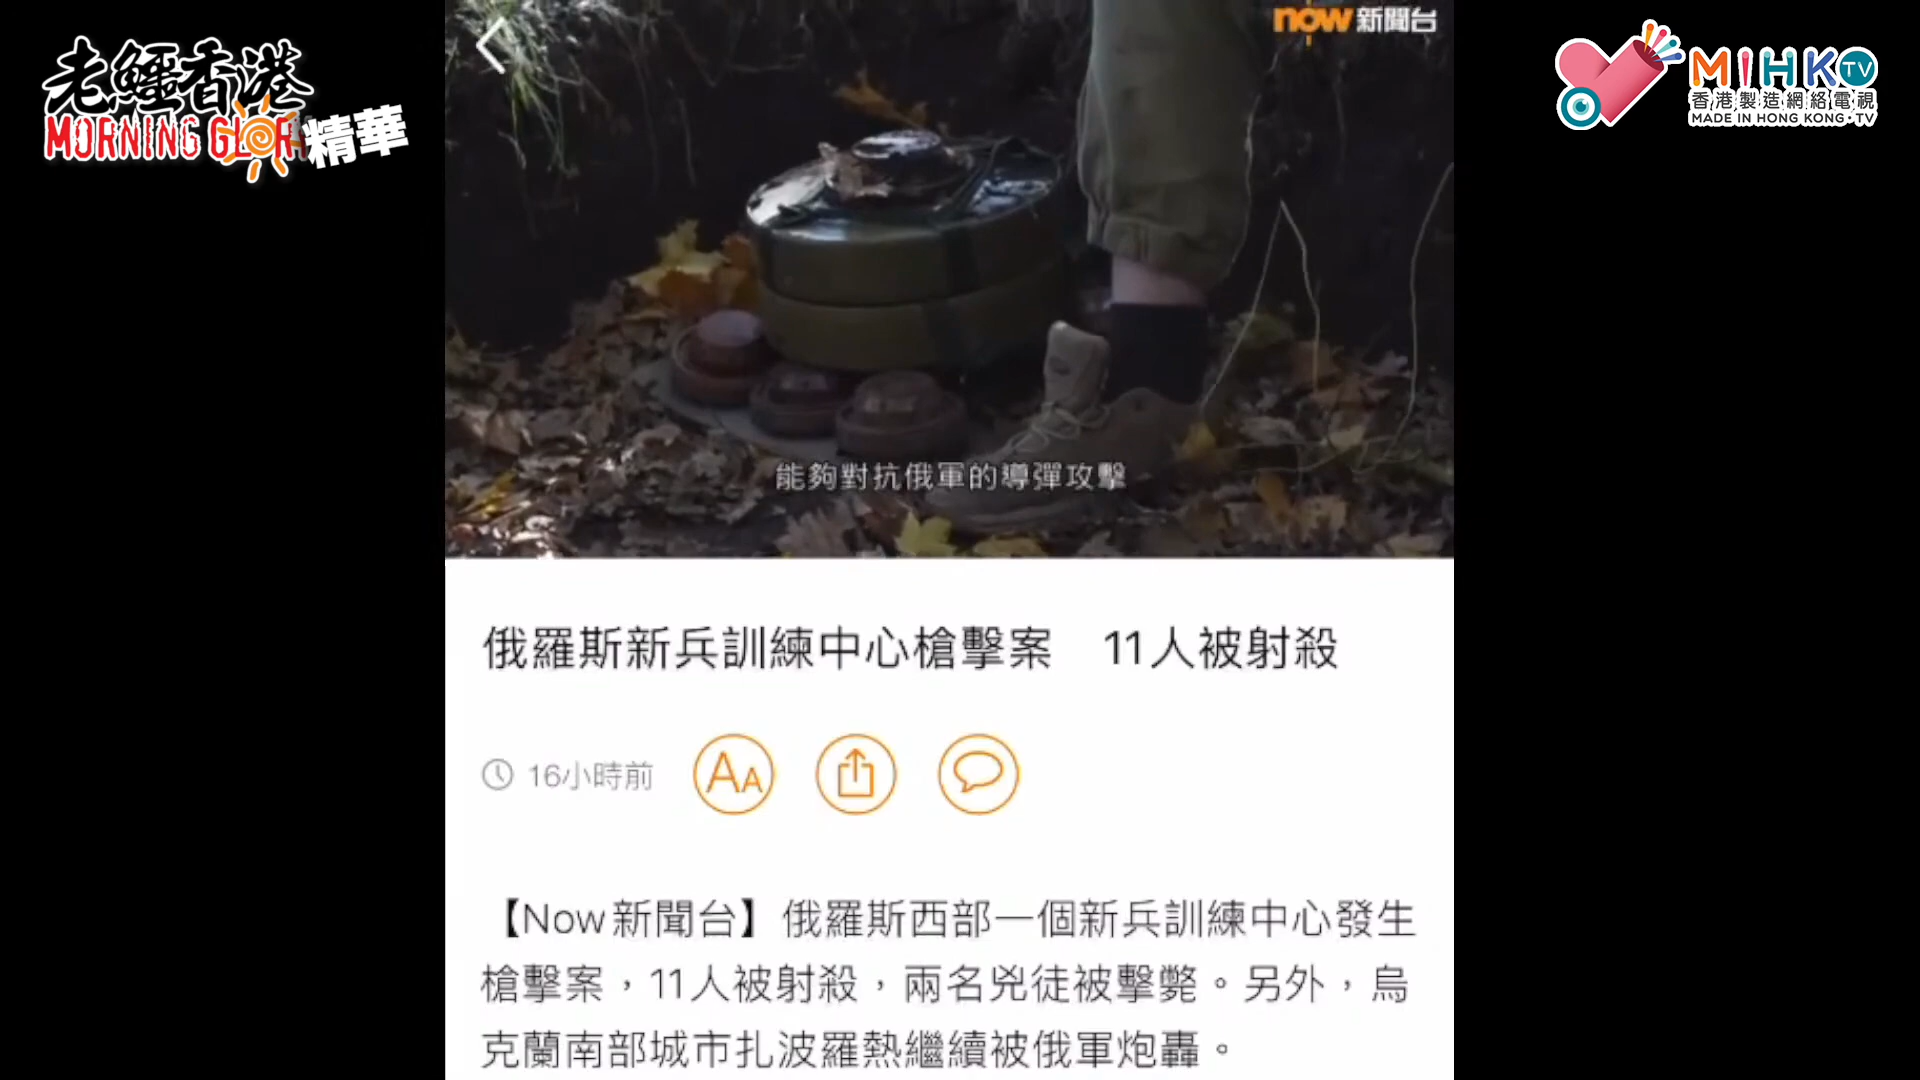 老鱷香港
MORNING GLORY 精華
now 新聞台
MIHK TV
香港製造網絡電視
MADE IN HONG KONG · TV
能夠對抗俄軍的導彈攻擊
俄羅斯新兵訓練中心槍擊案　11人被射殺
16小時前
AA
【Now新聞台】俄羅斯西部一個新兵訓練中心發生
槍擊案，11人被射殺，兩名兇徒被擊斃。另外，烏
克蘭南部城市扎波羅熱繼續被俄軍炮轟。